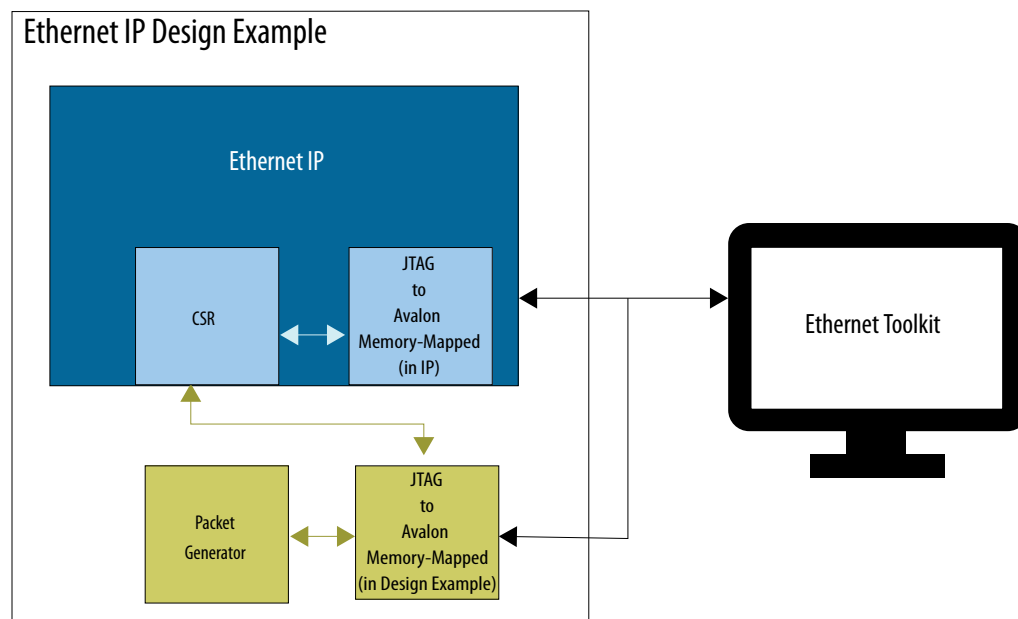 Ethernet IP Design Example
Ethernet IP
CSR
JTAG
to
Avalon
Memory-Mapped
(in IP)
Ethernet Toolkit
Packet
Generator
JTAG
to
Avalon
Memory-Mapped
(in Design Example)